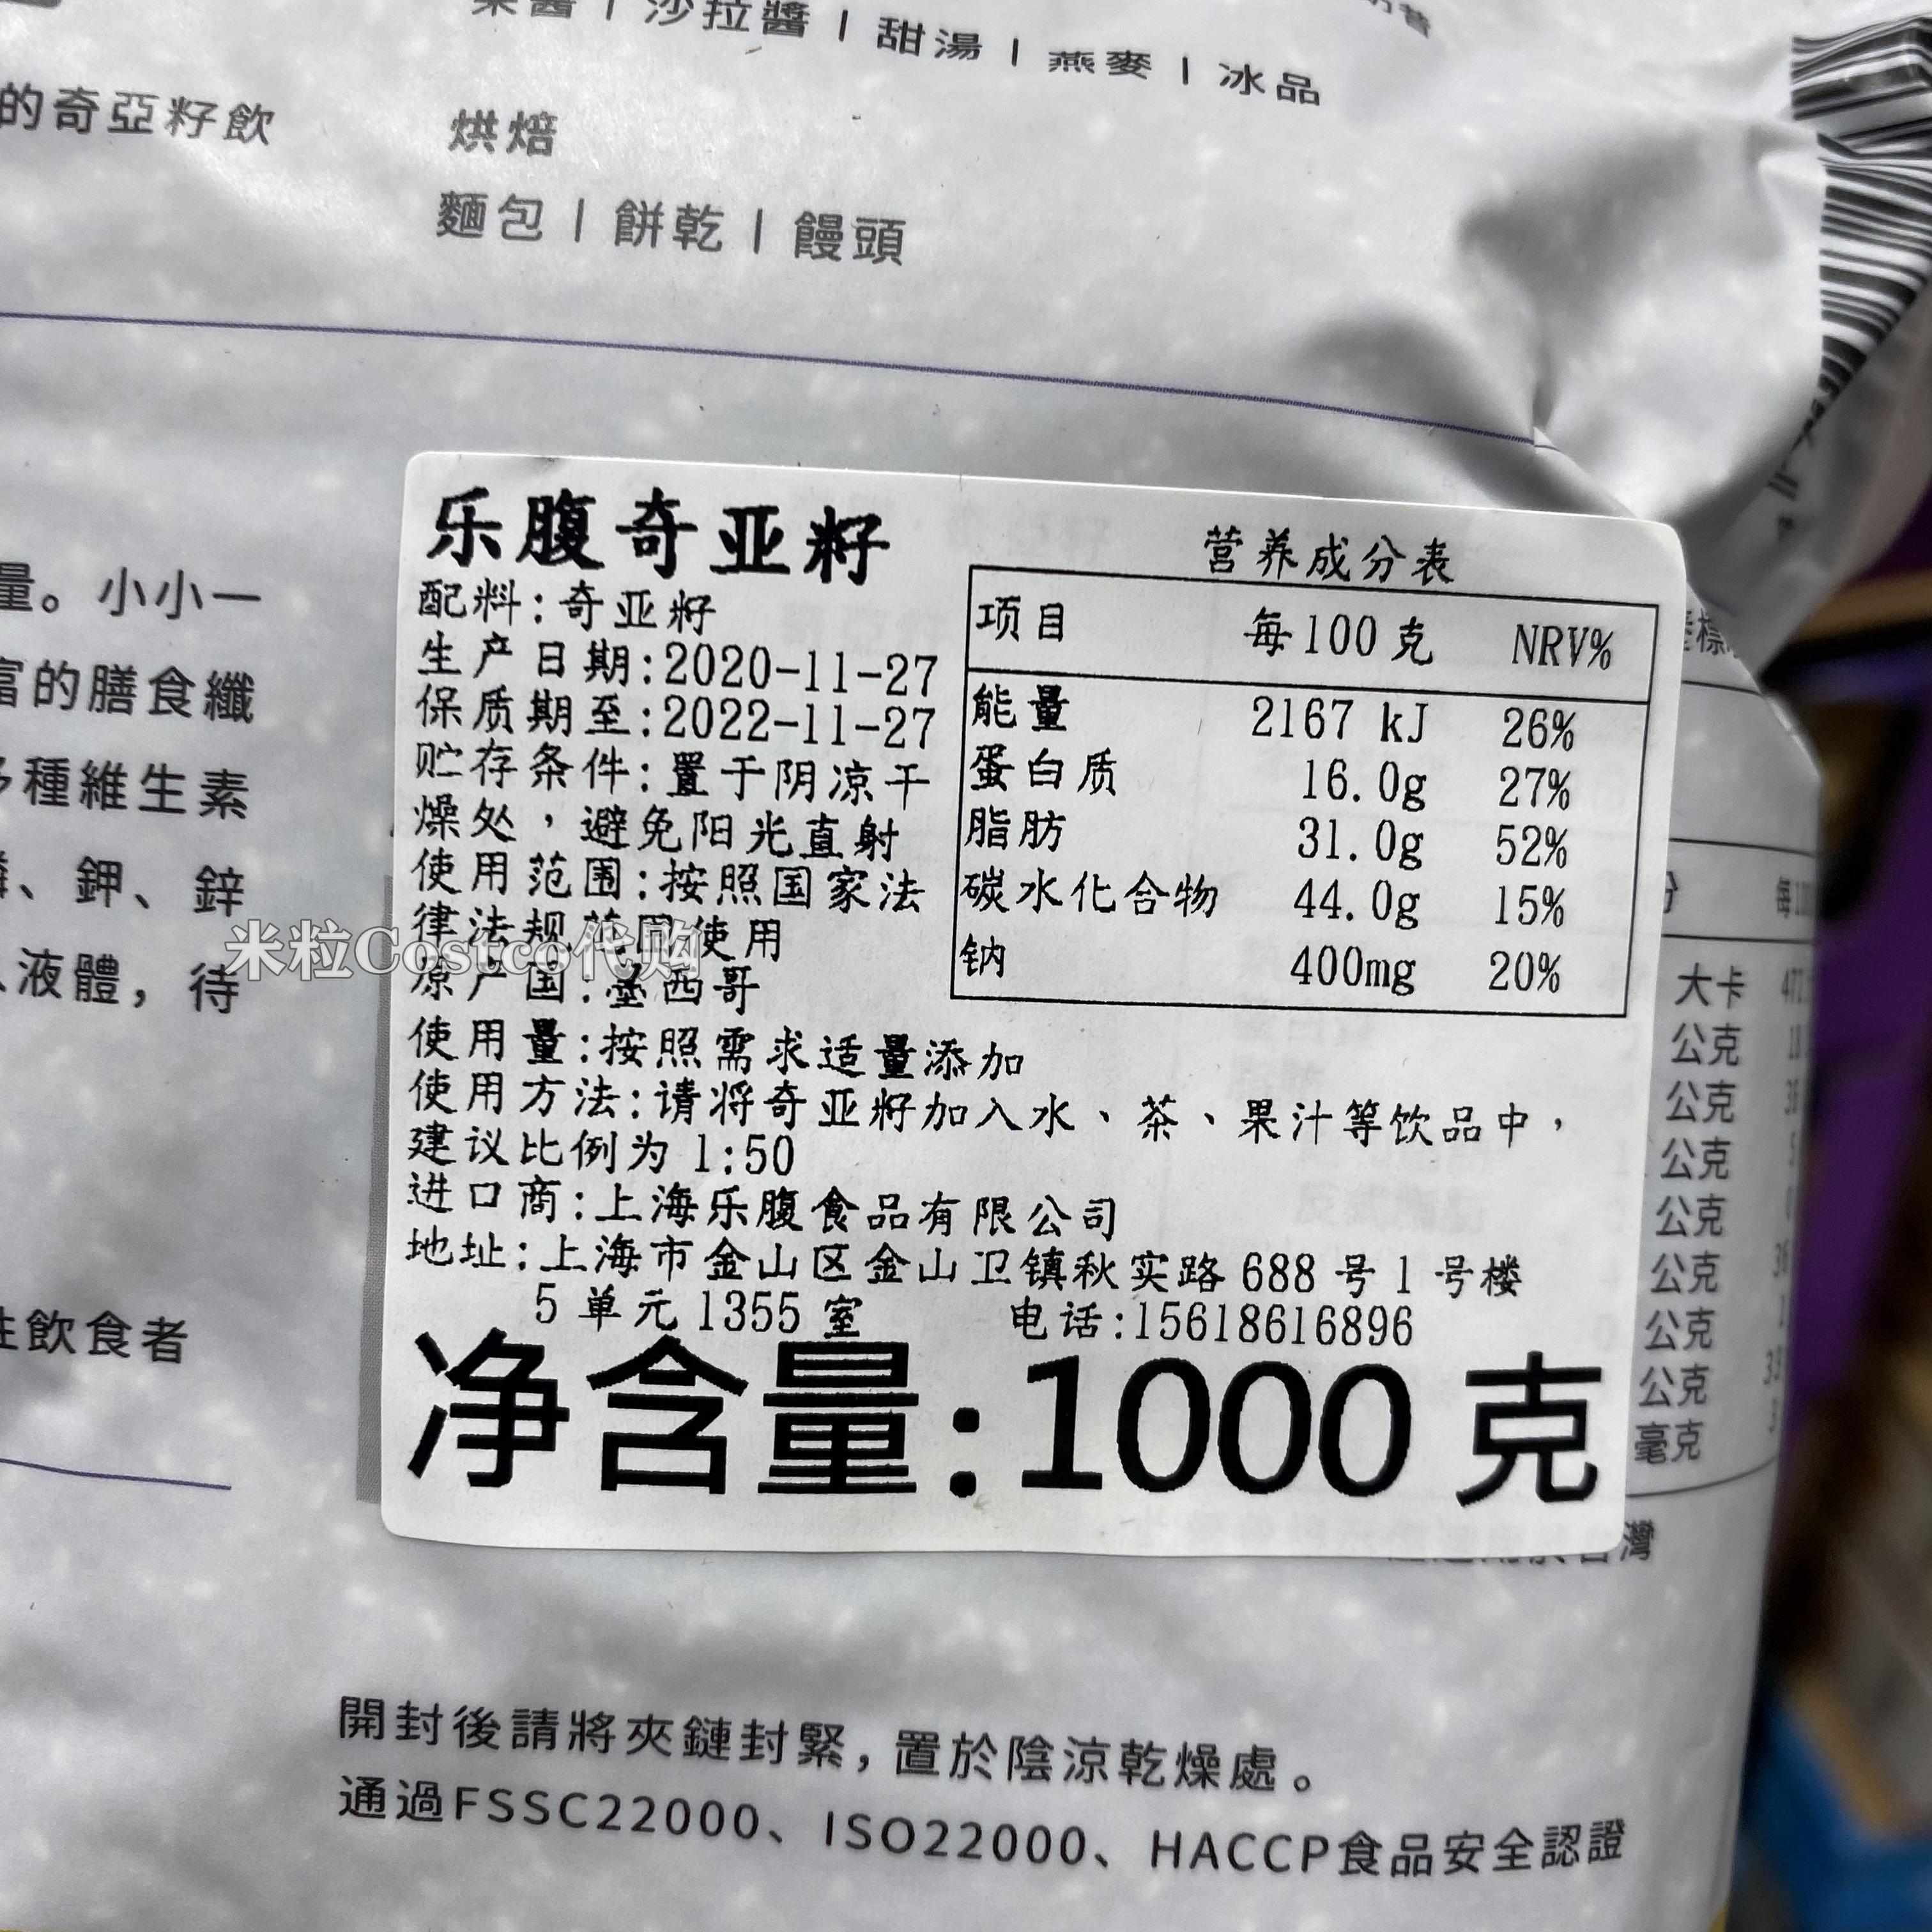 沙拉醬 | 甜湯 | 燕麥 | 冰品
的奇亞籽飲
烘焙
麵包 | 餅乾 | 饅頭
量。小小一
富的膳食纖
種維生素
、鉀、鋅
液體，待
飲食者
乐腹奇亚籽
配料:奇亚籽
生产日期:2020-11-27
保质期至:2022-11-27
贮存条件:置于阴凉干
燥处，避免阳光直射
使用范围:按照国家法
律法规范围使用
原产国:墨西哥
营养成分表
项目 每100克 NRV%
能量 2167 kJ 26%
蛋白质 16.0g 27%
脂肪 31.0g 52%
碳水化合物 44.0g 15%
钠 400mg 20%
使用量:按照需求适量添加
使用方法:请将奇亚籽加入水、茶、果汁等饮品中，
建议比例为 1:50
进口商:上海乐腹食品有限公司
地址:上海市金山区金山卫镇秋实路 688 号 1 号楼
5 单元 1355 室 电话:15618616896
净含量:1000 克
米粒Costco代购
大卡
公克
公克
公克
公克
公克
公克
公克
毫克
灣
開封後請將夾鏈封緊，置於陰涼乾燥處。
通過FSSC22000、ISO22000、HACCP食品安全認證